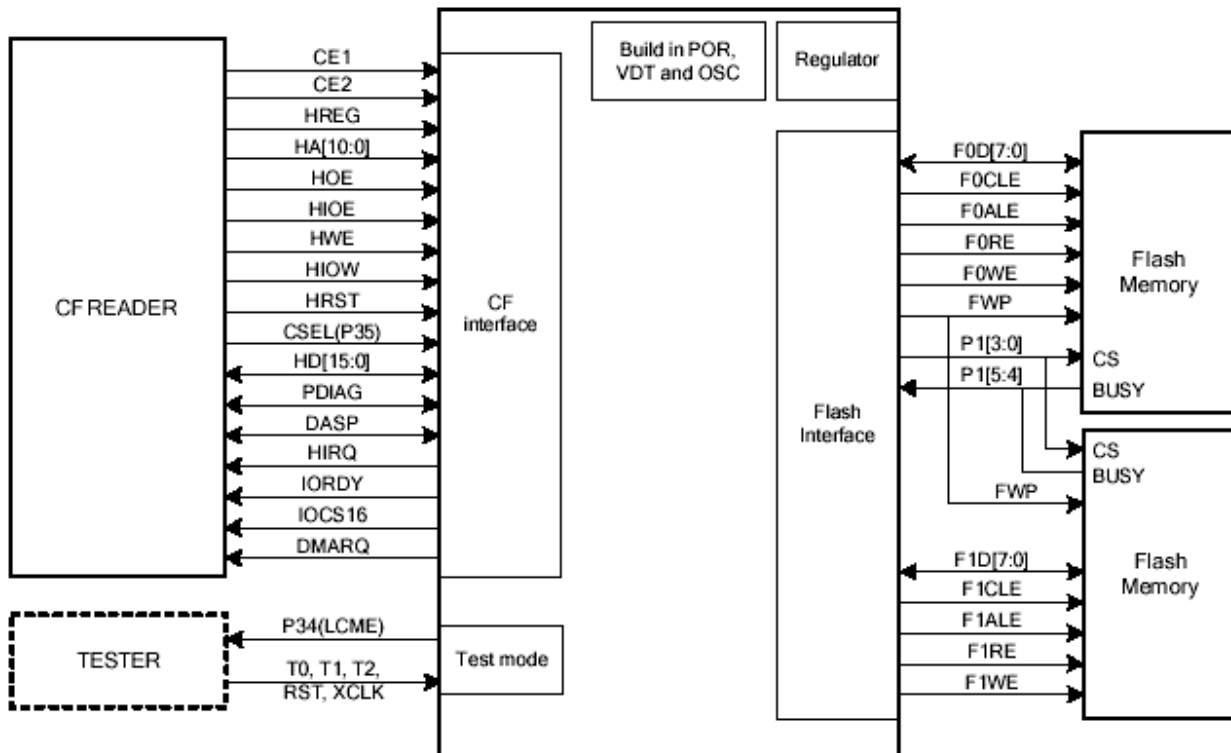 Build in POR,
VDT and OSC
Regulator
CF READER
CE1
CE2
HREG
HA[10:0]
HOE
HIOE
HWE
HIOW
HRST
CSEL(P35)
HD[15:0]
PDIAG
DASP
HIRQ
IORDY
IOCS16
DMARQ
CF
interface
TESTER
P34(LCME)
T0, T1, T2,
RST, XCLK
Test mode
Flash
Interface
F0D[7:0]
F0CLE
F0ALE
F0RE
F0WE
FWP
P1[3:0]
P1[5:4]
Flash
Memory
CS
BUSY
CS
BUSY
FWP
F1D[7:0]
F1CLE
F1ALE
F1RE
F1WE
Flash
Memory